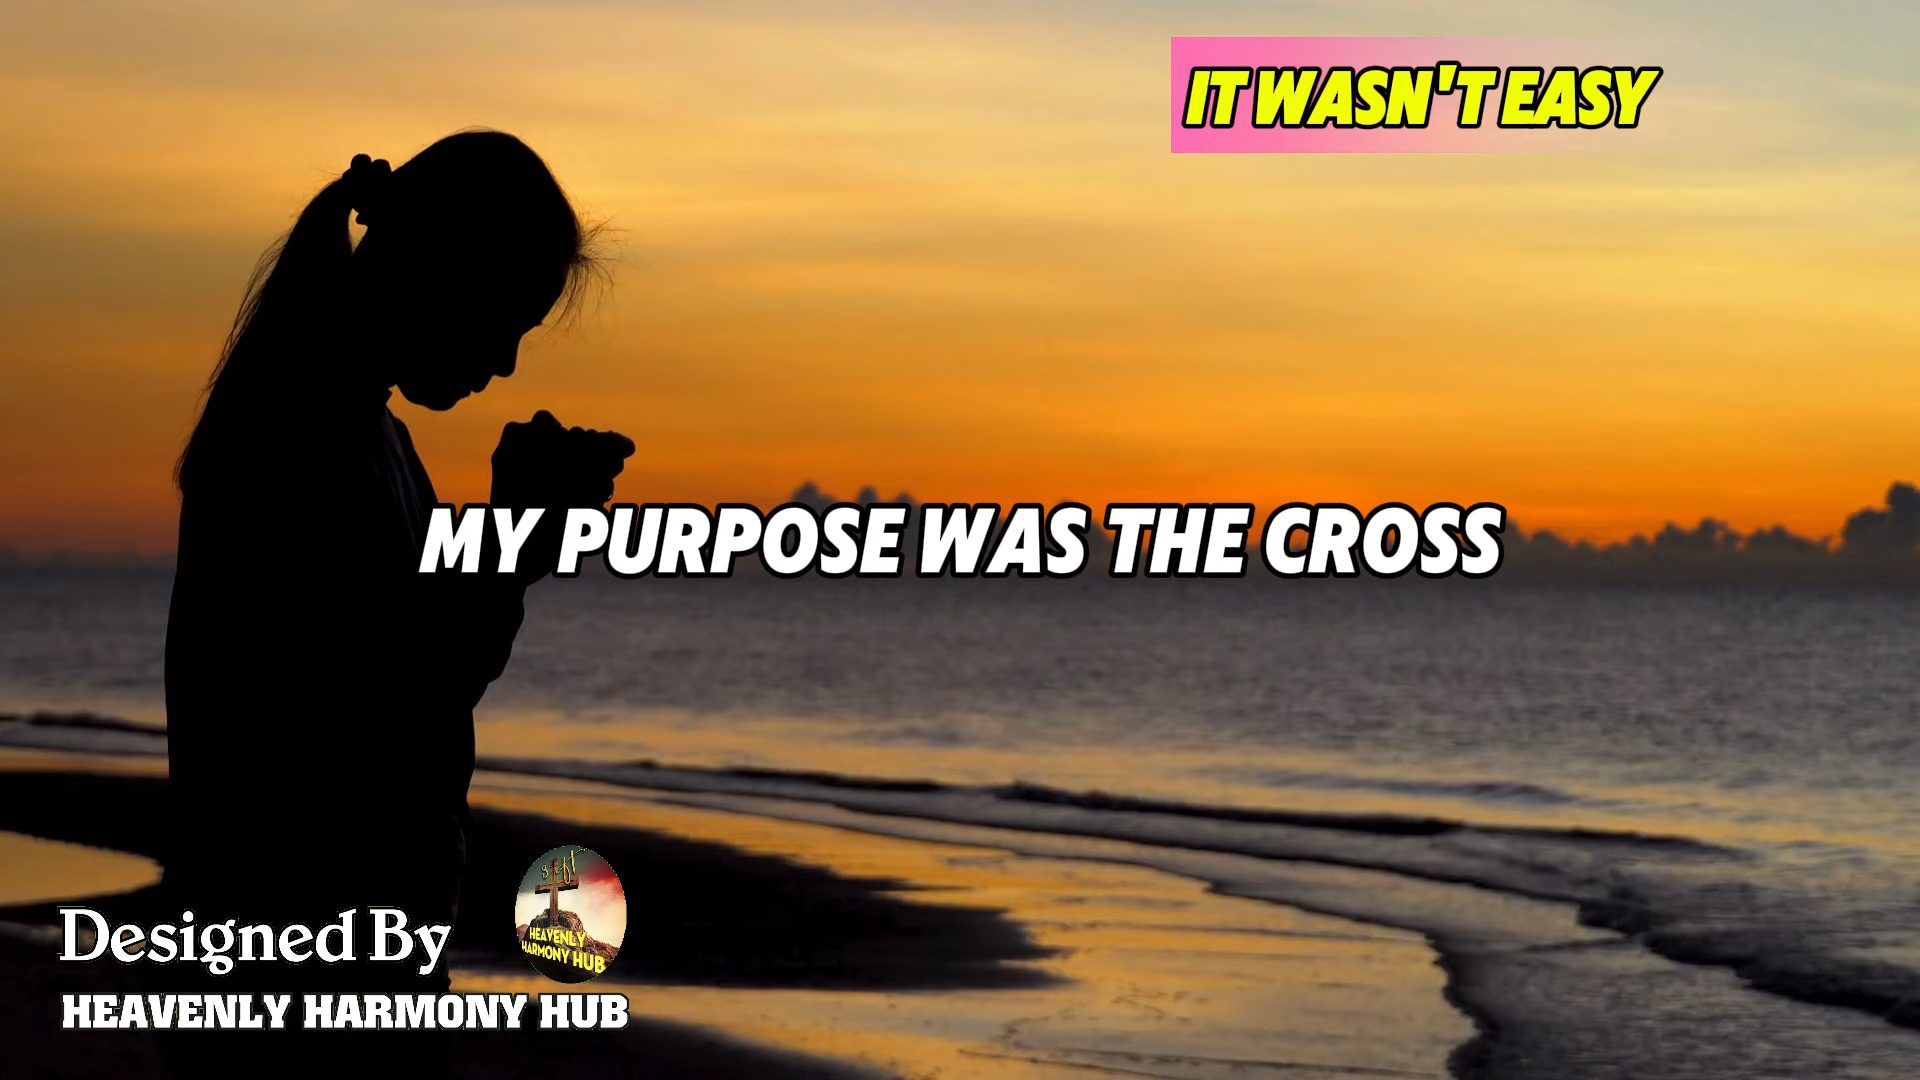 IT WASN'T EASY
MY PURPOSE WAS THE CROSS
HEAVENLY
HARMONY HUB
Designed By
HEAVENLY HARMONY HUB